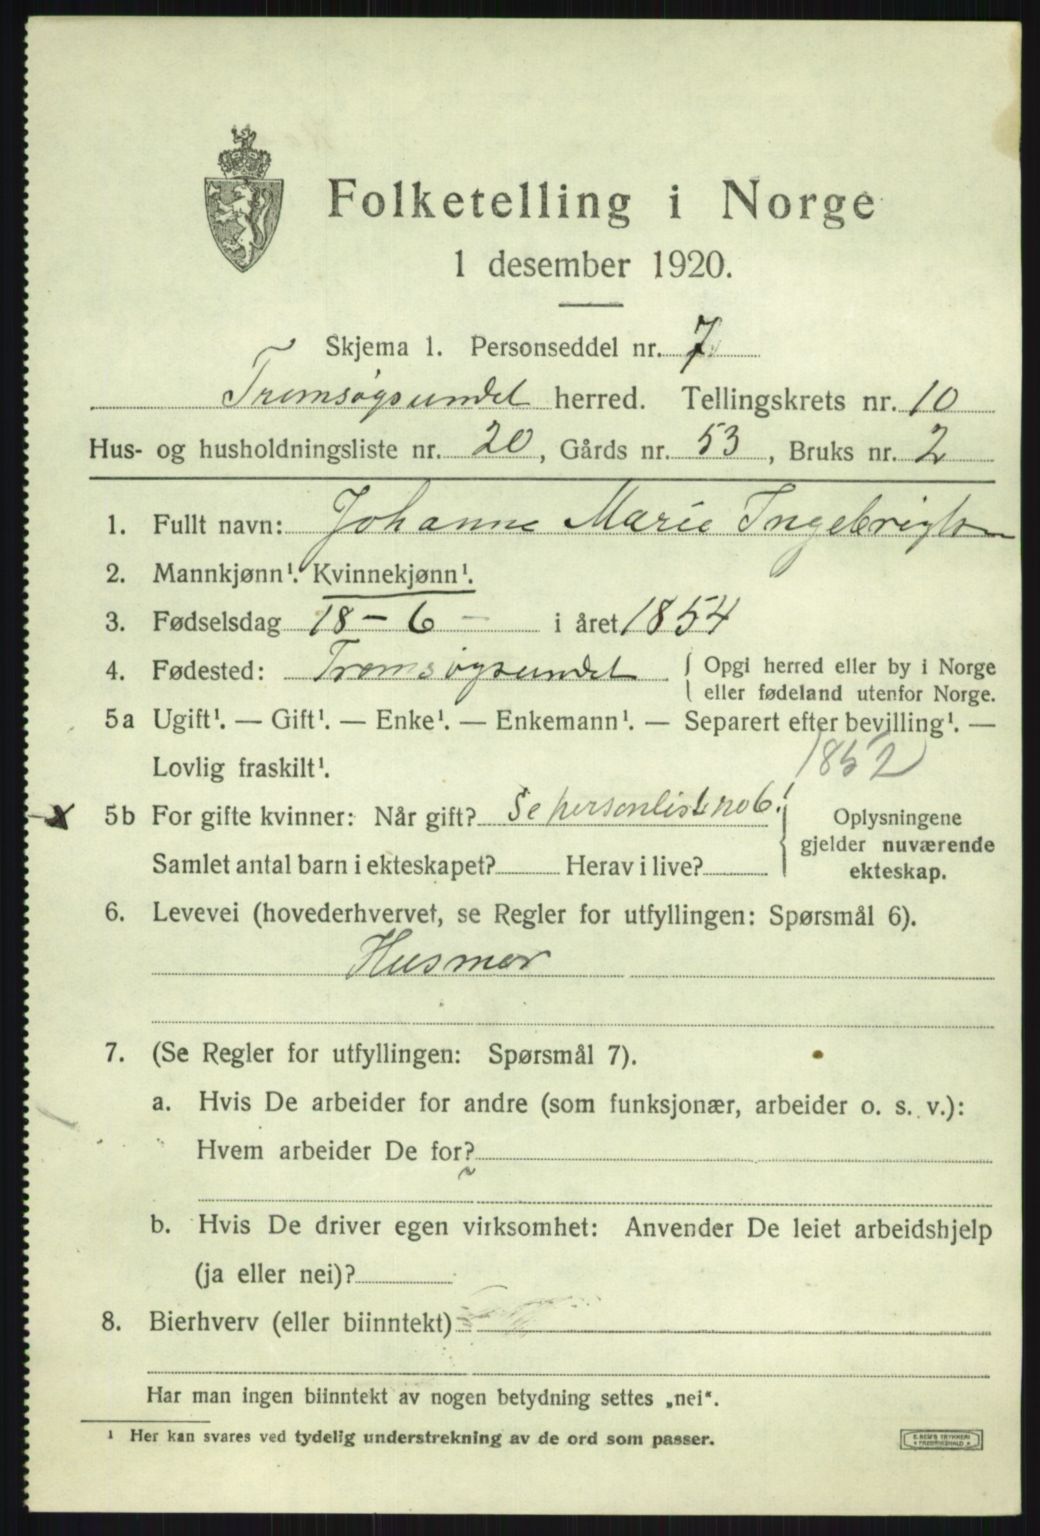 Folketelling i Norge
1 desember 1920.
Skjema 1. Personseddel nr. 7
Tromsøysundet herred. Tellingskrets nr. 10
Hus- og husholdningsliste nr. 20, Gårds nr. 53, Bruks nr. 2
1. Fullt navn: Johanne Marie Ingebrigts
2. Mannkjønn¹. Kvinnekjønn¹.
3. Fødselsdag 18 - 6 - i året 1854
4. Fødested: Tromsøysundet { Opgi herred eller by i Norge
eller fødeland utenfor Norge.
5a Ugift¹. — Gift¹. — Enke¹. — Enkemann¹. — Separert efter bevilling¹. —
Lovlig fraskilt¹.
1852
x 5b For gifte kvinner: Når gift? Se personliste no 6!
Samlet antal barn i ekteskapet? Herav i live?
Oplysningene
gjelder nuværende
ekteskap.
6. Levevei (hovederhvervet, se Regler for utfyllingen: Spørsmål 6).
Husmor
7. (Se Regler for utfyllingen: Spørsmål 7).
a. Hvis De arbeider for andre (som funksjonær, arbeider o. s. v.):
Hvem arbeider De for?
b. Hvis De driver egen virksomhet: Anvender De leiet arbeidshjelp
(ja eller nei)?
8. Bierhverv (eller biinntekt)
Har man ingen biinntekt av nogen betydning settes „nei“.
¹ Her kan svares ved tydelig understrekning av de ord som passer.